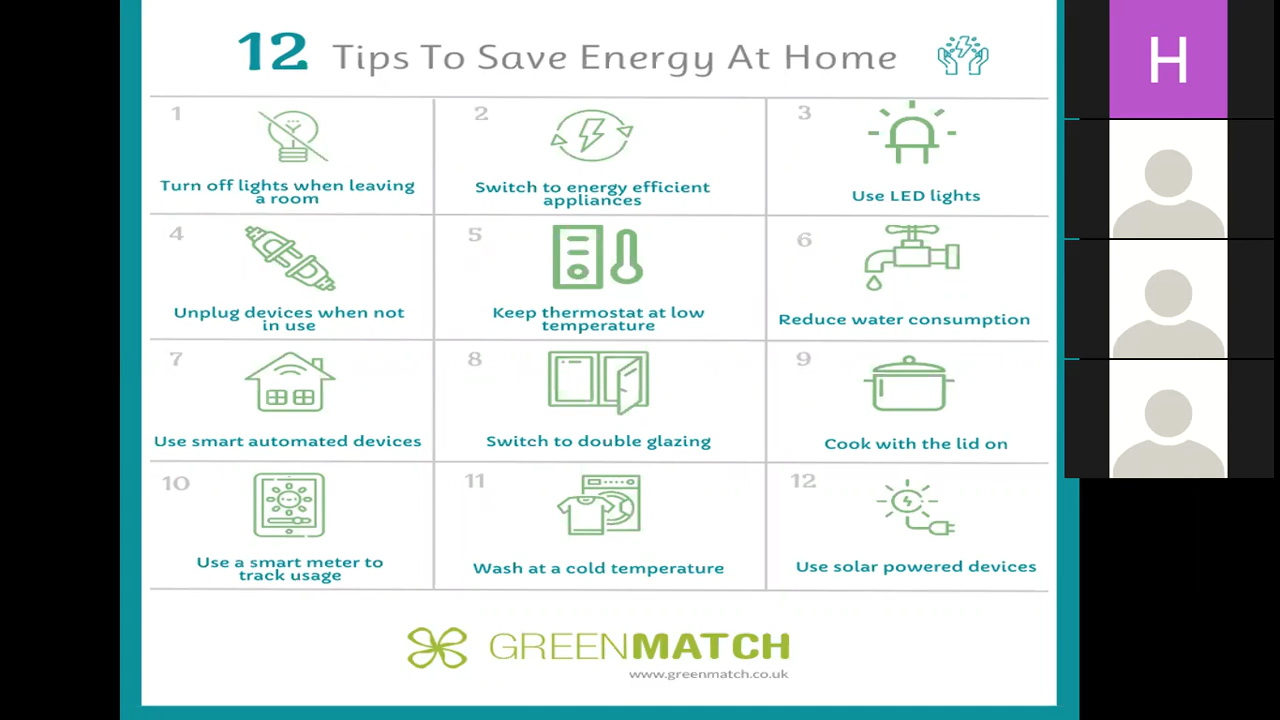 12 Tips To Save Energy At Home
1
Turn off lights when leaving
a room
2
Switch to energy efficient
appliances
3
Use LED lights
4
Unplug devices when not
in use
5
Keep thermostat at low
temperature
6
Reduce water consumption
7
Use smart automated devices
8
Switch to double glazing
9
Cook with the lid on
10
Use a smart meter to
track usage
11
Wash at a cold temperature
12
Use solar powered devices
GREENMATCH
www.greenmatch.co.uk
H